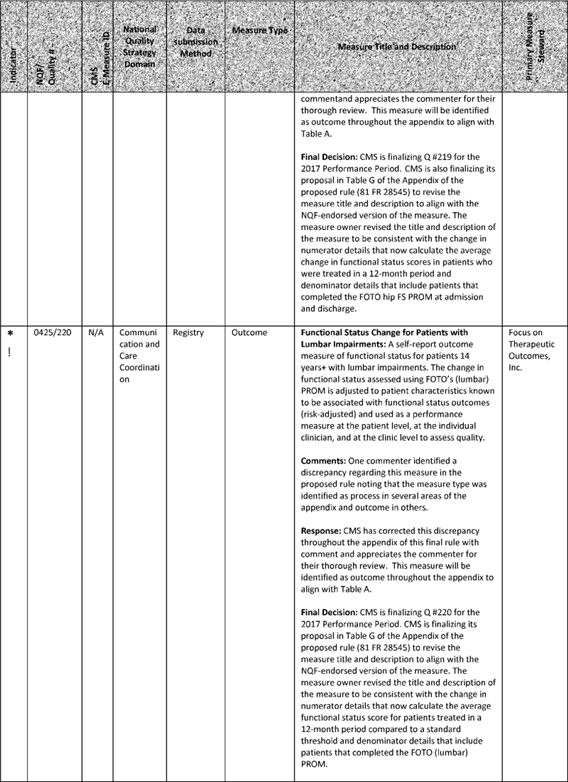 Indicator
NQF/
Quality #
CMS
E-Measure ID
National
Quality
Strategy
Domain
Data
submission
Method
Measure Type
Measure Title and Description
Primary Measure
Steward
commentand appreciates the commenter for their
thorough review. This measure will be identified
as outcome throughout the appendix to align with
Table A.
Final Decision: CMS is finalizing Q #219 for the
2017 Performance Period. CMS is also finalizing its
proposal in Table G of the Appendix of the
proposed rule (81 FR 28545) to revise the
measure title and description to align with the
NQF-endorsed version of the measure. The
measure owner revised the title and description of
the measure to be consistent with the change in
numerator details that now calculate the average
change in functional status scores in patients who
were treated in a 12-month period and
denominator details that include patients that
completed the FOTO hip FS PROM at admission
and discharge.
*
!
0425/220
N/A
Communi
cation and
Care
Coordinati
on
Registry
Outcome
Functional Status Change for Patients with
Lumbar Impairments: A self-report outcome
measure of functional status for patients 14
years+ with lumbar impairments. The change in
functional status assessed using FOTO's (lumbar)
PROM is adjusted to patient characteristics known
to be associated with functional status outcomes
(risk-adjusted) and used as a performance
measure at the patient level, at the individual
clinician, and at the clinic level to assess quality.
Comments: One commenter identified a
discrepancy regarding this measure in the
proposed rule noting that the measure type was
identified as process in several areas of the
appendix and outcome in others.
Response: CMS has corrected this discrepancy
throughout the appendix of this final rule with
comment and appreciates the commenter for
their thorough review. This measure will be
identified as outcome throughout the appendix to
align with Table A.
Final Decision: CMS is finalizing Q #220 for the
2017 Performance Period. CMS is finalizing its
proposal in Table G of the Appendix of the
proposed rule (81 FR 28545) to revise the
measure title and description to align with the
NQF-endorsed version of the measure. The
measure owner revised the title and description of
the measure to be consistent with the change in
numerator details that now calculate the average
functional status score for patients treated in a
12-month period compared to a standard
threshold and denominator details that include
patients that completed the FOTO (lumbar)
PROM.
Focus on
Therapeutic
Outcomes,
Inc.